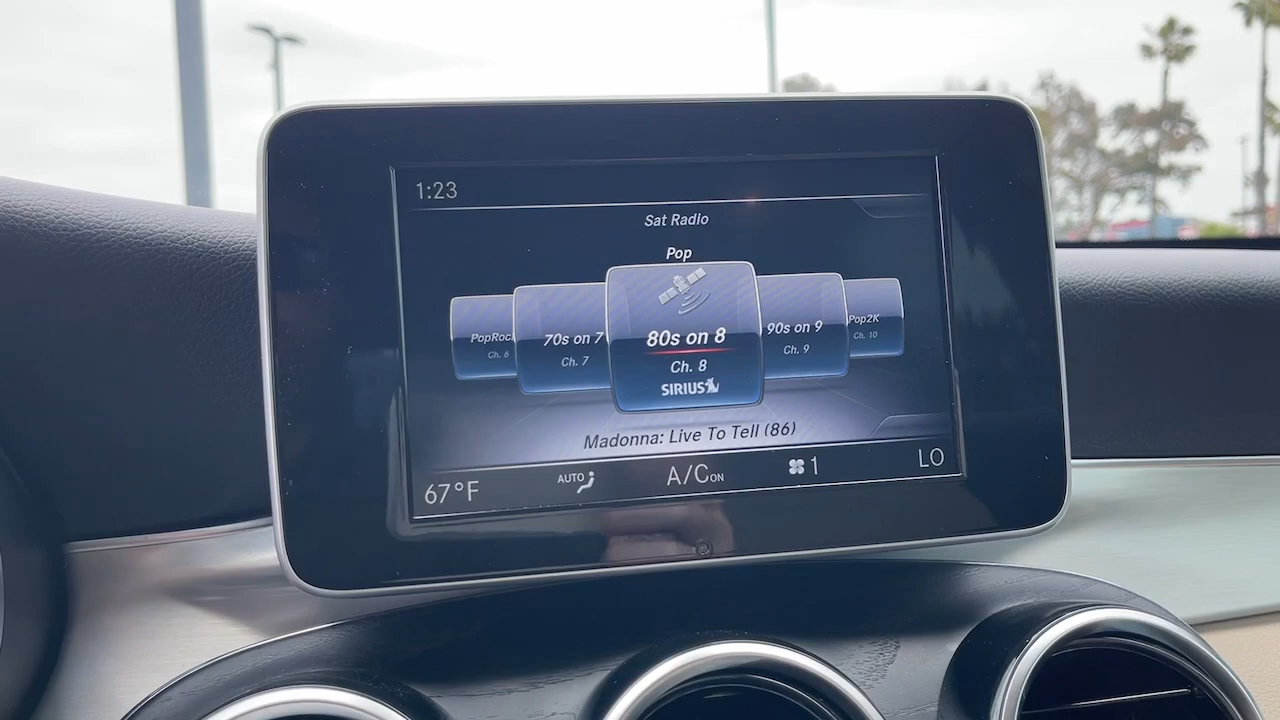 1:23
Sat Radio
Pop
PopRock
Ch. 6
70s on 7
Ch. 7
80s on 8
Ch. 8
SIRIUS
90s on 9
Ch. 9
Pop2K
Ch. 10
Madonna: Live To Tell (86)
67°F
AUTO
A/C ON
1
LO